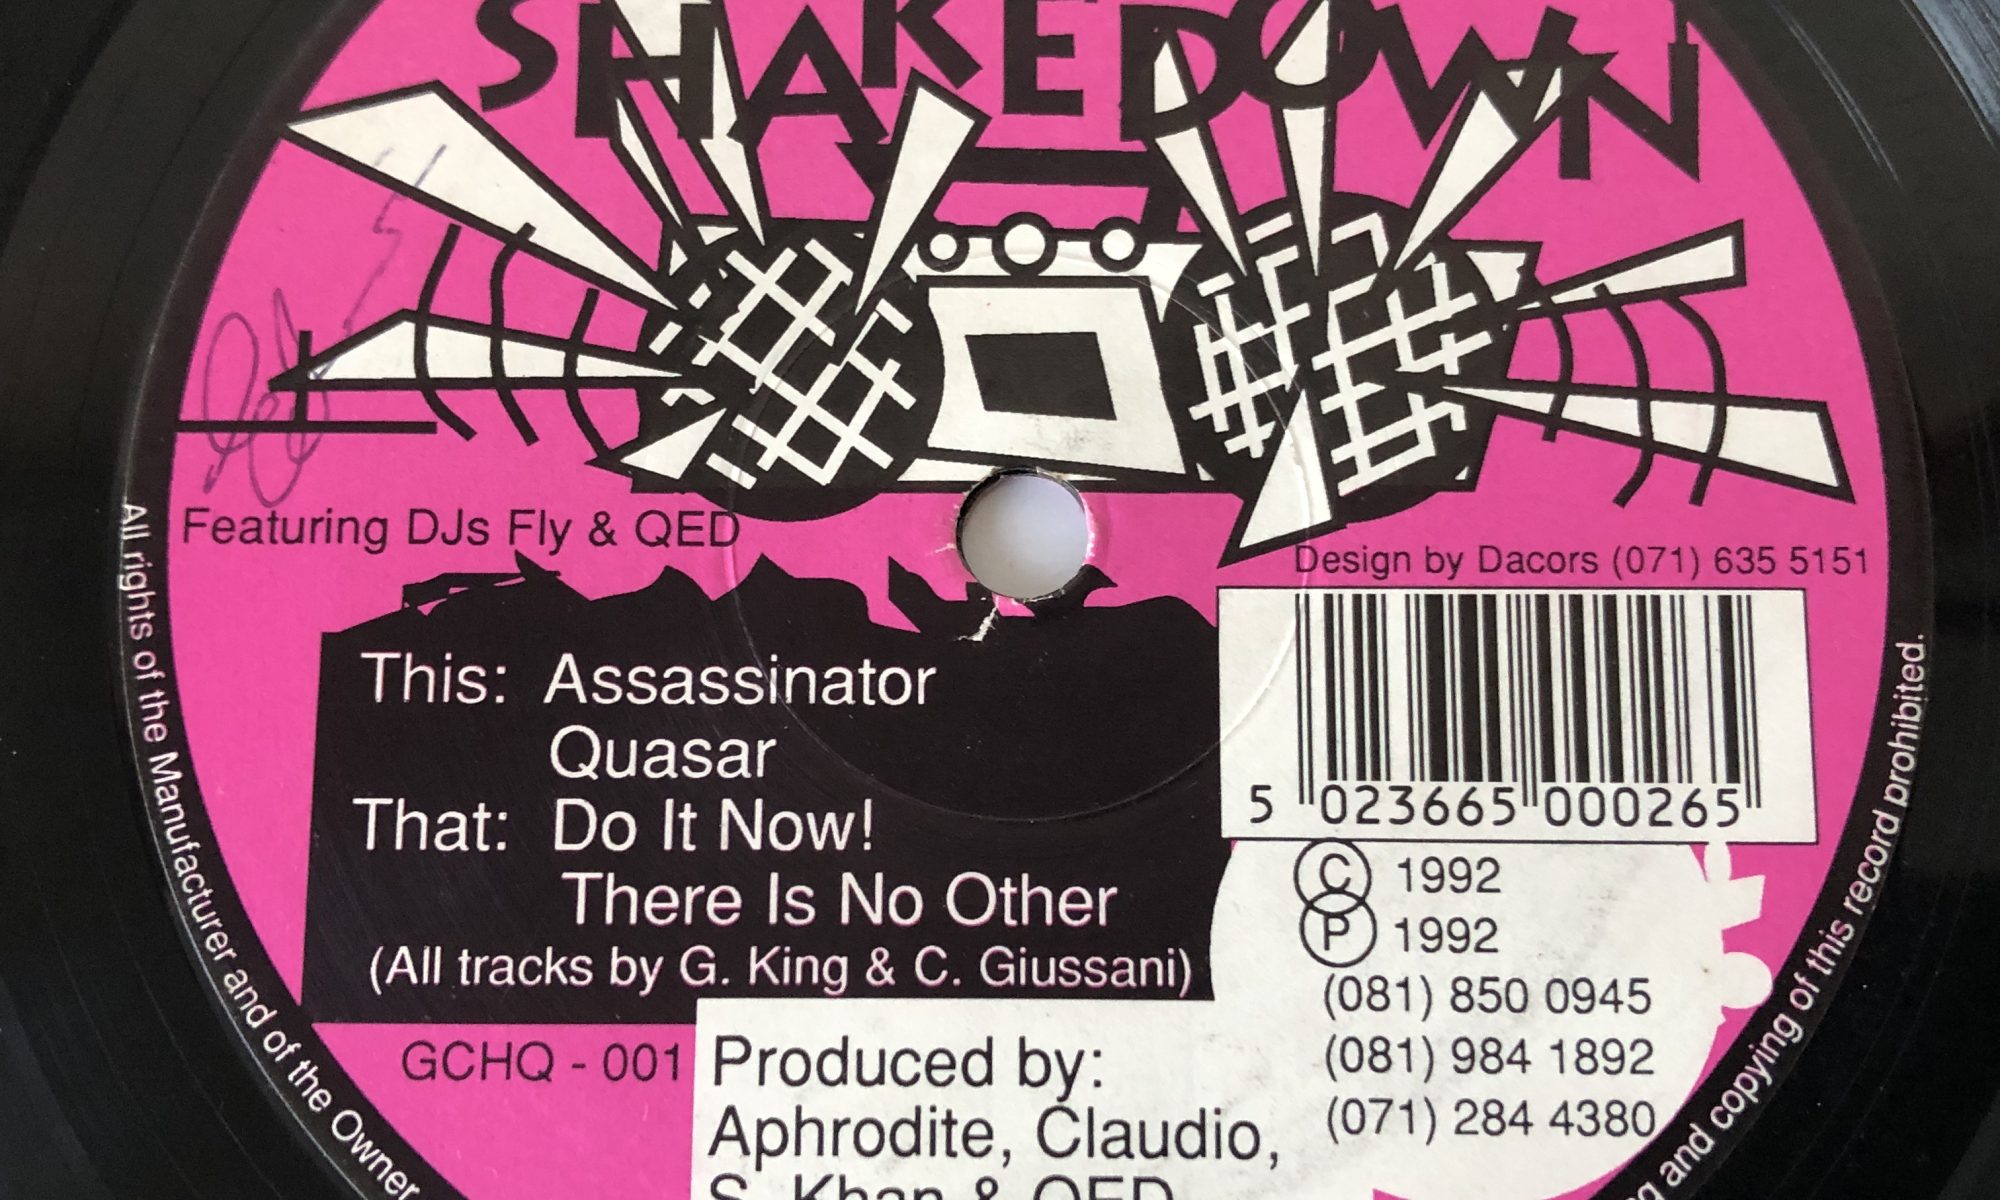 SHAKEDOWN
Featuring DJs Fly & QED
Design by Dacors (071) 635 5151
This: Assassinator
Quasar
That: Do It Now!
There Is No Other
(All tracks by G. King & C. Giussani)
GCHQ - 001
Produced by:
Aphrodite, Claudio,
S. Khan & QED
5 023665 000265
C 1992
P 1992
(081) 850 0945
(081) 984 1892
(071) 284 4380
All rights of the Manufacturer and of the Owner
and copying of this record prohibited.